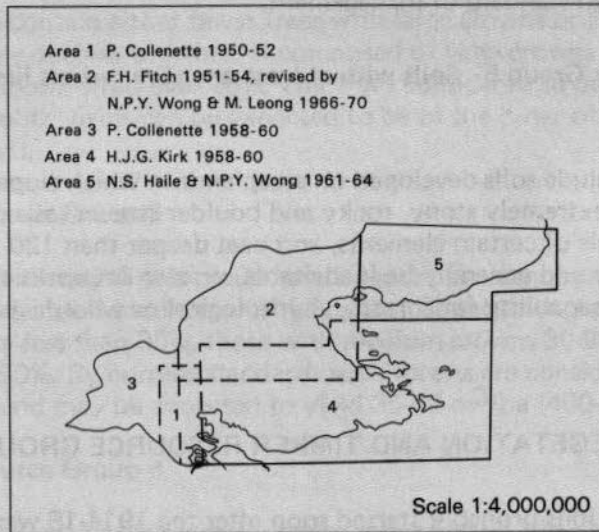 Area 1 P. Collenette 1950-52
Area 2 F.H. Fitch 1951-54, revised by
N.P.Y. Wong & M. Leong 1966-70
Area 3 P. Collenette 1958-60
Area 4 H.J.G. Kirk 1958-60
Area 5 N.S. Haile & N.P.Y. Wong 1961-64
5
2
3
4
1
Scale 1:4,000,000